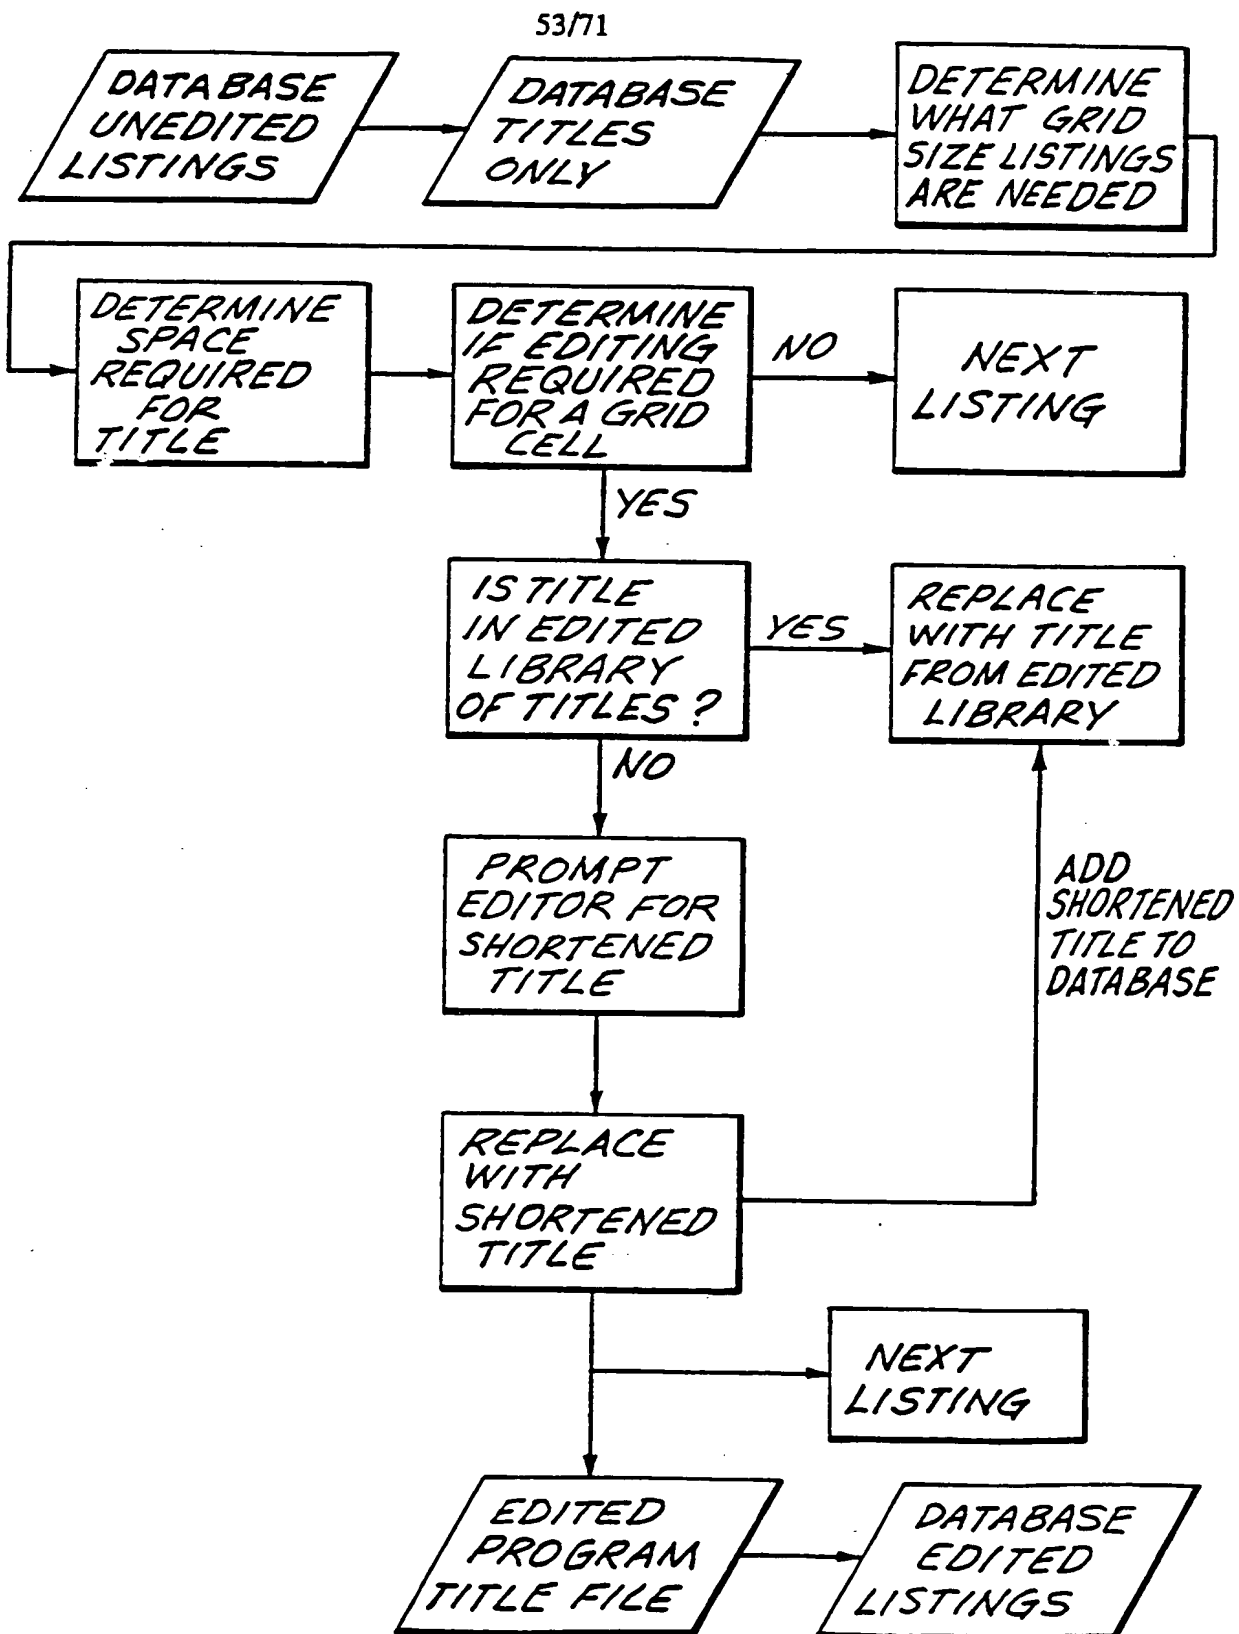 53/71
DATABASE
UNEDITED
LISTINGS
DATABASE
TITLES
ONLY
DETERMINE
WHAT GRID
SIZE LISTINGS
ARE NEEDED
DETERMINE
SPACE
REQUIRED
FOR
TITLE
DETERMINE
IF EDITING
REQUIRED
FOR A GRID
CELL
NO
NEXT
LISTING
YES
IS TITLE
IN EDITED
LIBRARY
OF TITLES ?
YES
REPLACE
WITH TITLE
FROM EDITED
LIBRARY
NO
PROMPT
EDITOR FOR
SHORTENED
TITLE
ADD
SHORTENED
TITLE TO
DATABASE
REPLACE
WITH
SHORTENED
TITLE
NEXT
LISTING
EDITED
PROGRAM
TITLE FILE
DATABASE
EDITED
LISTINGS